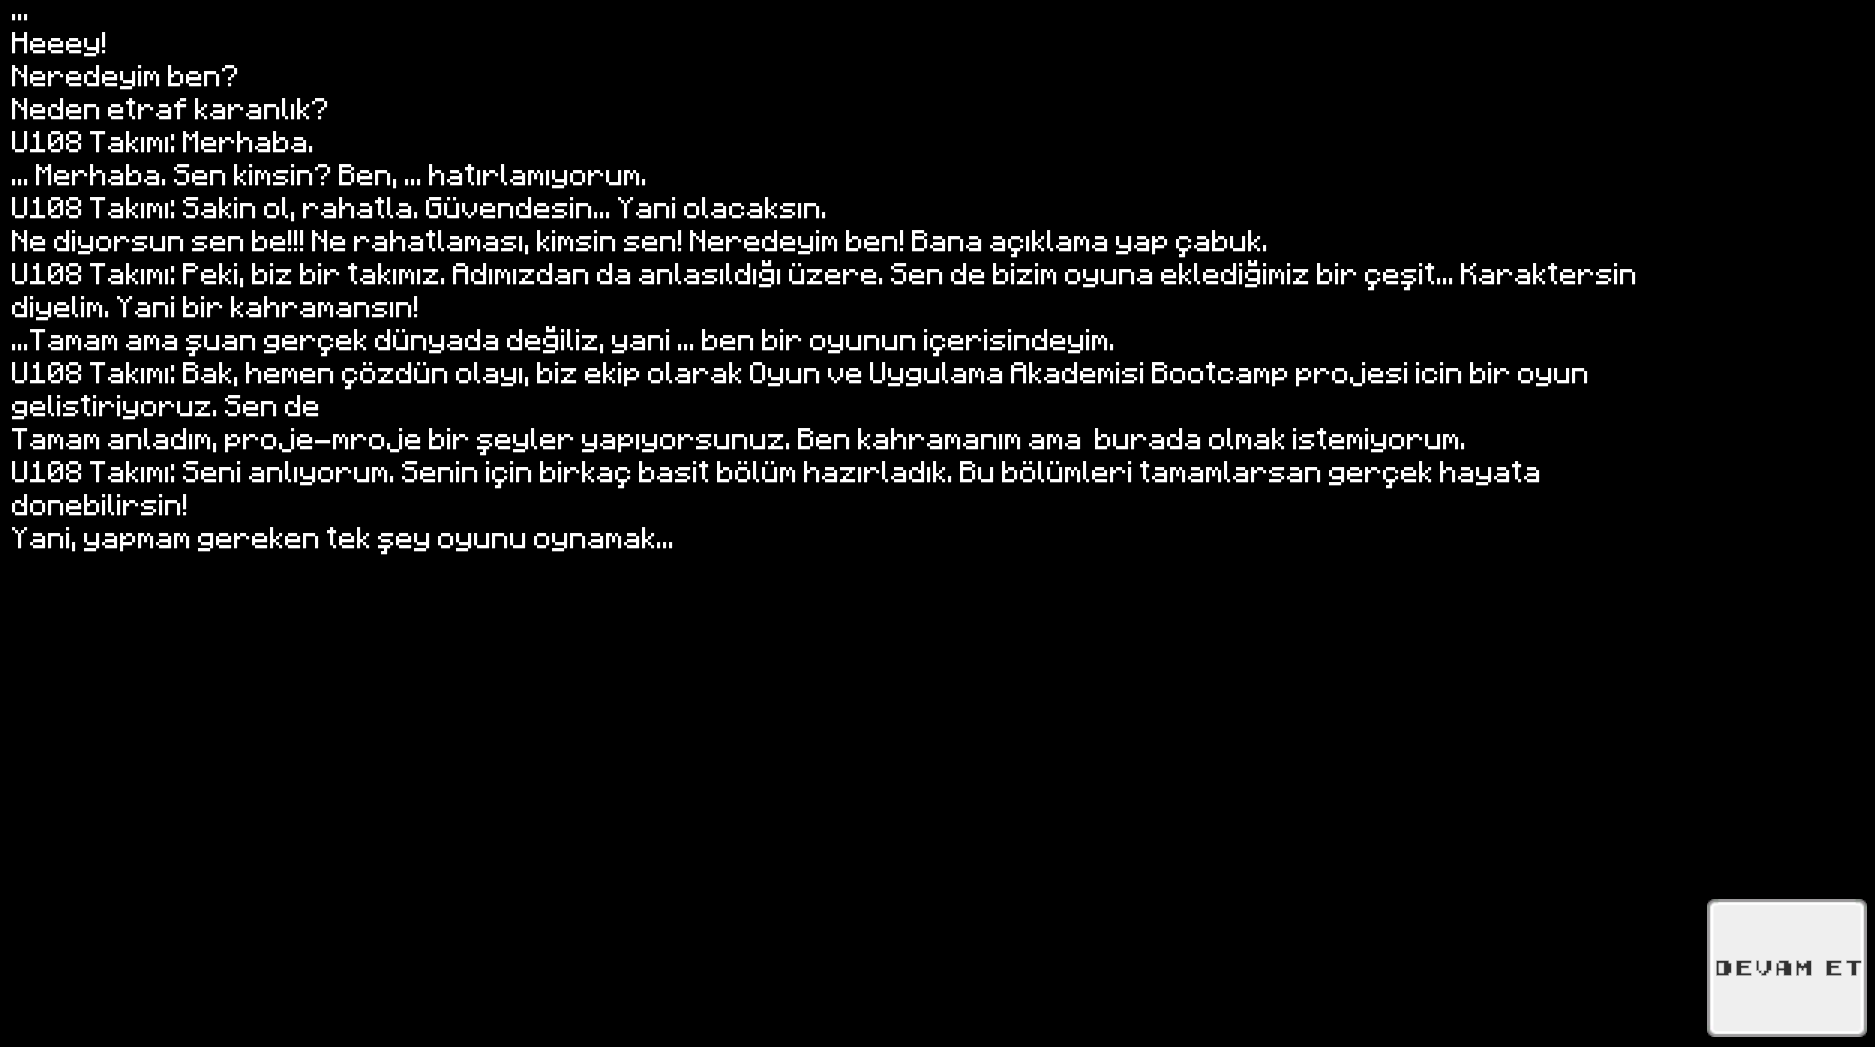 ...
Heeey!
Neredeyim ben?
Neden etraf karanlık?
U108 Takımı: Merhaba.
... Merhaba. Sen kimsin? Ben, ... hatırlamıyorum.
U108 Takımı: Sakin ol, rahatla. Güvendesin... Yani olacaksın.
Ne diyorsun sen be!!! Ne rahatlaması, kimsin sen! Neredeyim ben! Bana açıklama yap çabuk.
U108 Takımı: Peki, biz bir takımız. Adımızdan da anlasıldığı üzere. Sen de bizim oyuna eklediğimiz bir çeşit... Karaktersin
diyelim. Yani bir kahramansın!
...Tamam ama şuan gerçek dünyada değiliz, yani ... ben bir oyunun içerisindeyim.
U108 Takımı: Bak, hemen çözdün olayı, biz ekip olarak Oyun ve Uygulama Akademisi Bootcamp projesi icin bir oyun
gelistiriyoruz. Sen de
Tamam anladım, proje-mroje bir şeyler yapıyorsunuz. Ben kahramanım ama  burada olmak istemiyorum.
U108 Takımı: Seni anlıyorum. Senin için birkaç basit bölüm hazırladık. Bu bölümleri tamamlarsan gerçek hayata
donebilirsin!
Yani, yapmam gereken tek şey oyunu oynamak...
DEVAM ET